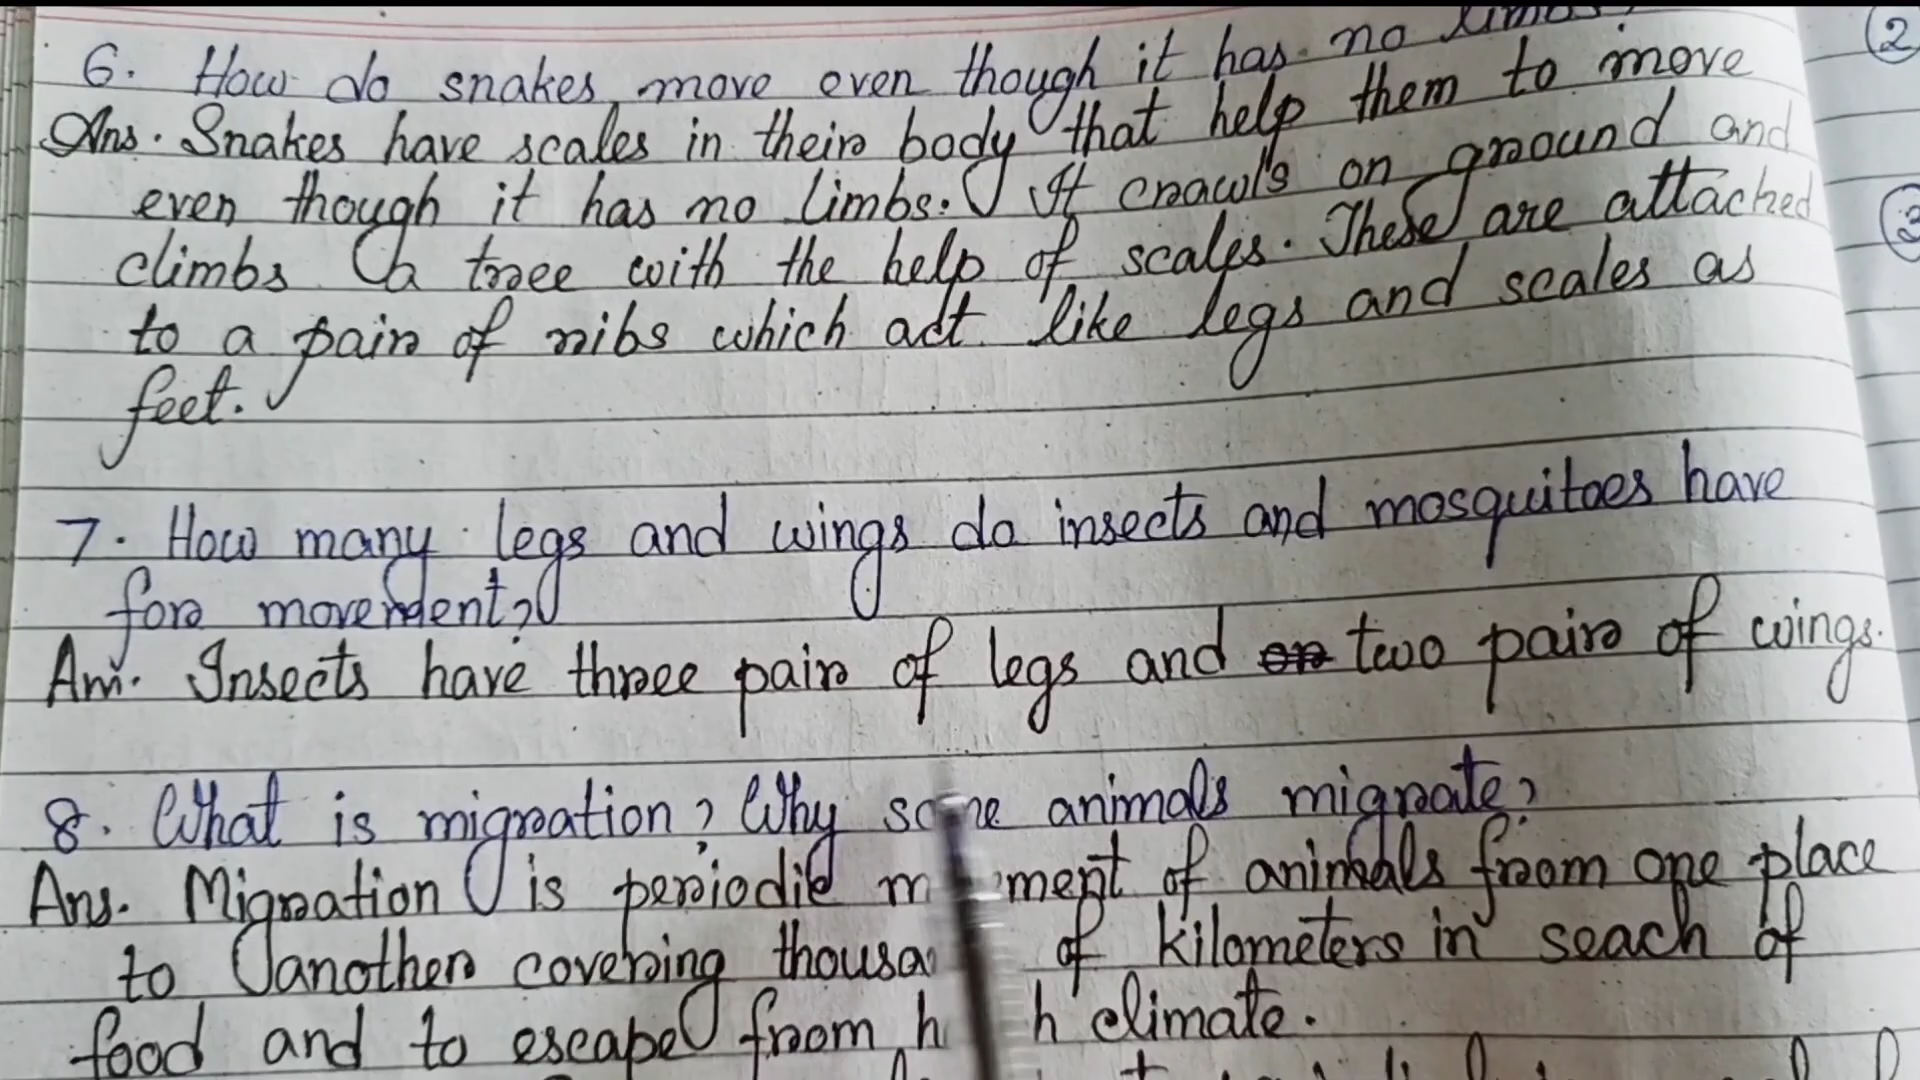 6. How do snakes move even though it has no limbs?
Ans. Snakes have scales in their body that help them to move
even though it has no limbs. It crawls on ground and
climbs a tree with the help of scales. These are attached
to a pair of ribs which act like legs and scales as
feet.
7. How many legs and wings do insects and mosquitoes have
for movement?
Ans. Insects have three pair of legs and two pair of wings.
8. What is migration? Why some animals migrate?
Ans. Migration is periodic movement of animals from one place
to another covering of kilometers in seach of
food and to escape from climate.
2
3